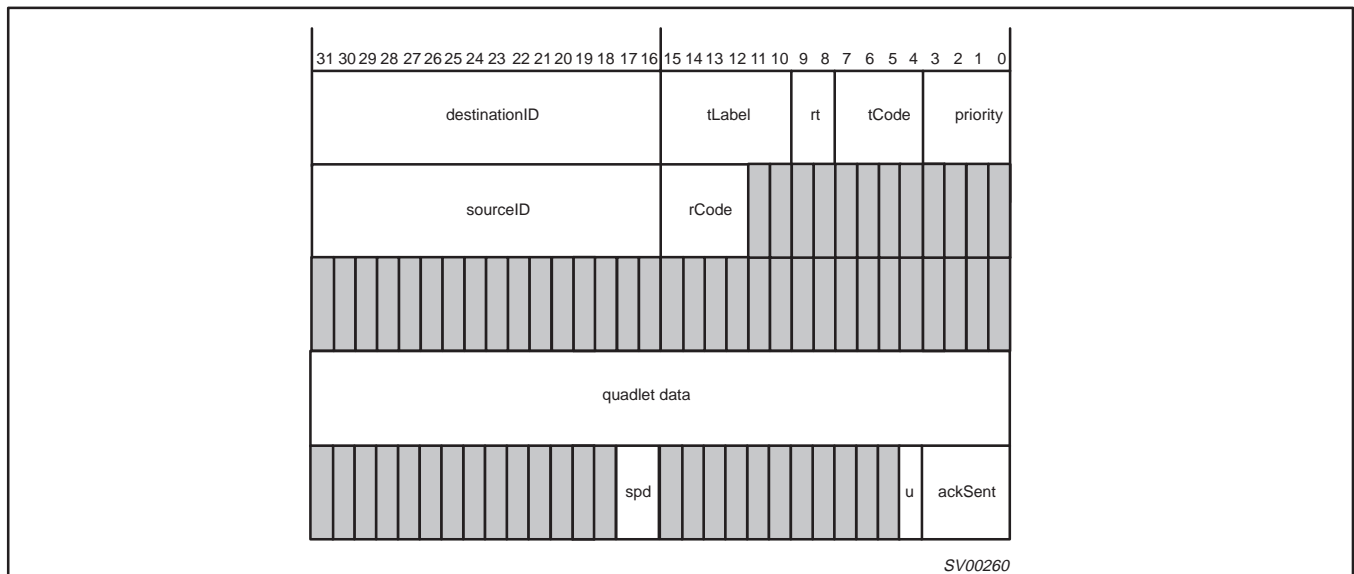 31 30 29 28 27 26 25 24 23 22 21 20 19 18 17 16 15 14 13 12 11 10 9 8 7 6 5 4 3 2 1 0
destinationID tLabel rt tCode priority
sourceID rCode
quadlet data
spd u ackSent
SV00260